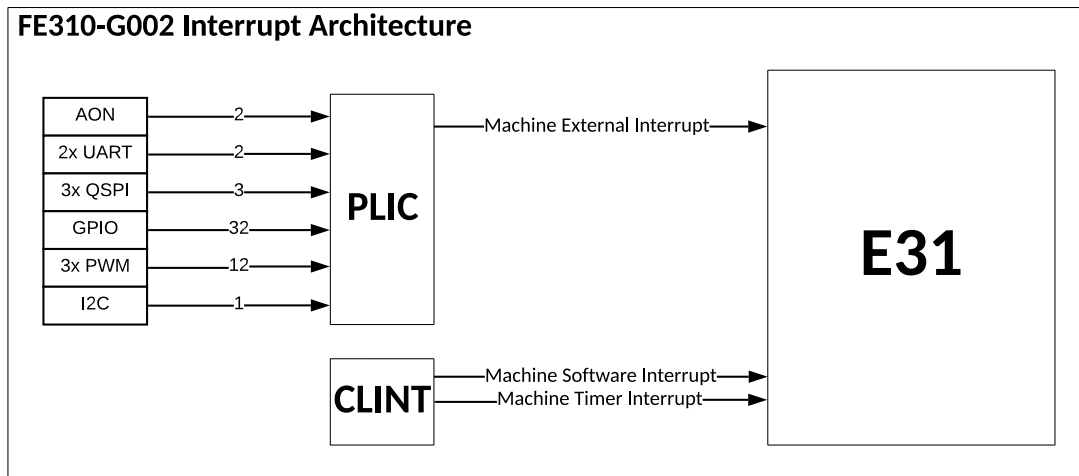 FE310-G002 Interrupt Architecture
AON
2
2x UART
2
3x QSPI
3
GPIO
32
3x PWM
12
I2C
1
PLIC
Machine External Interrupt
E31
CLINT
Machine Software Interrupt
Machine Timer Interrupt